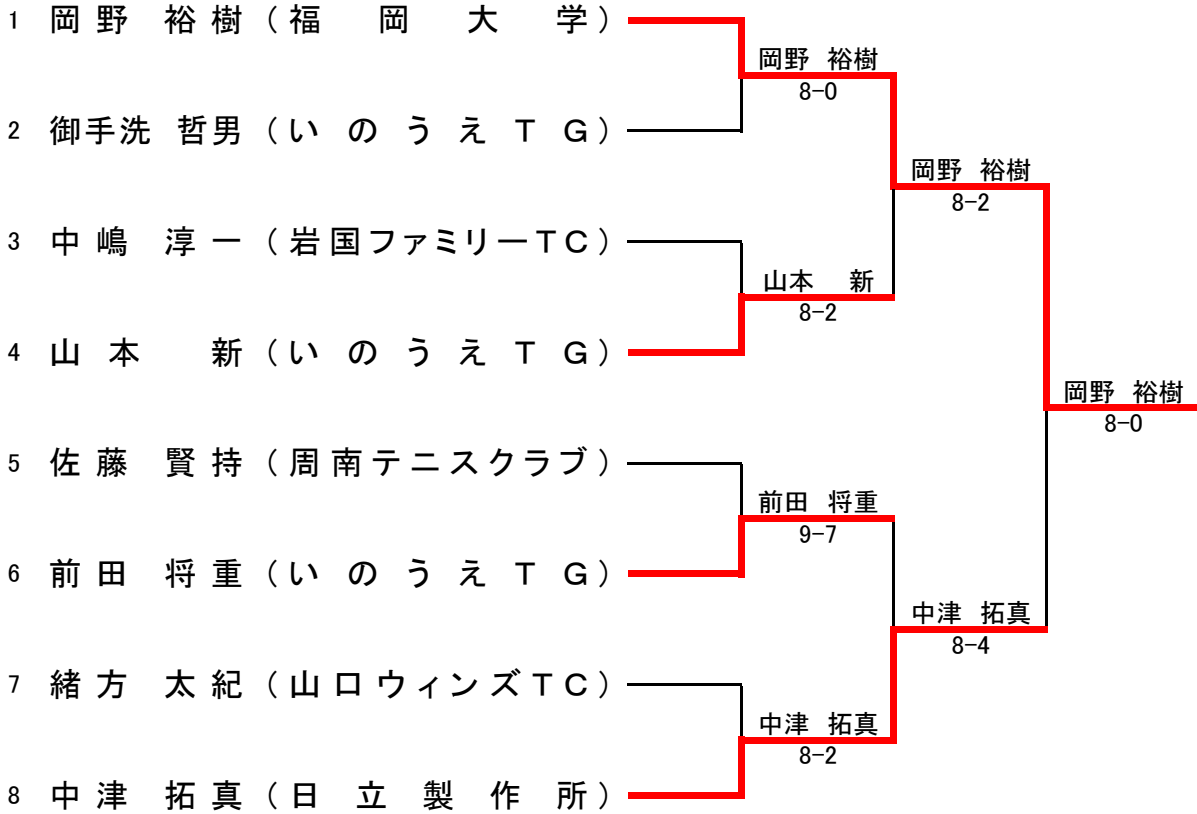 1 岡野 裕樹(福岡大学)
岡野 裕樹
8-0
2 御手洗 哲男(いのうえTG)
岡野 裕樹
8-2
3 中嶋 淳一(岩国ファミリーTC)
山本 新
8-2
4 山本 新(いのうえTG)
岡野 裕樹
8-0
5 佐藤 賢持(周南テニスクラブ)
前田 将重
9-7
6 前田 将重(いのうえTG)
中津 拓真
8-4
7 緒方 太紀(山口ウィンズTC)
中津 拓真
8-2
8 中津 拓真(日立製作所)